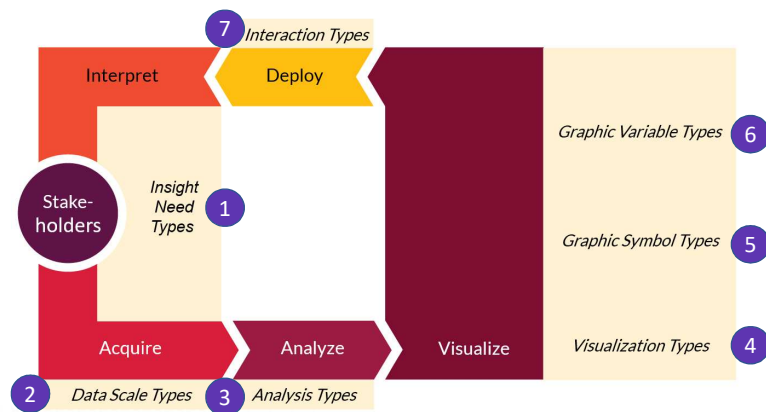 7
Interaction Types
Interpret
Deploy
6
Graphic Variable Types
Stake-
holders
Insight
Need
Types
1
Graphic Symbol Types
5
Acquire
Analyze
Visualize
Visualization Types
4
2
Data Scale Types
3
Analysis Types